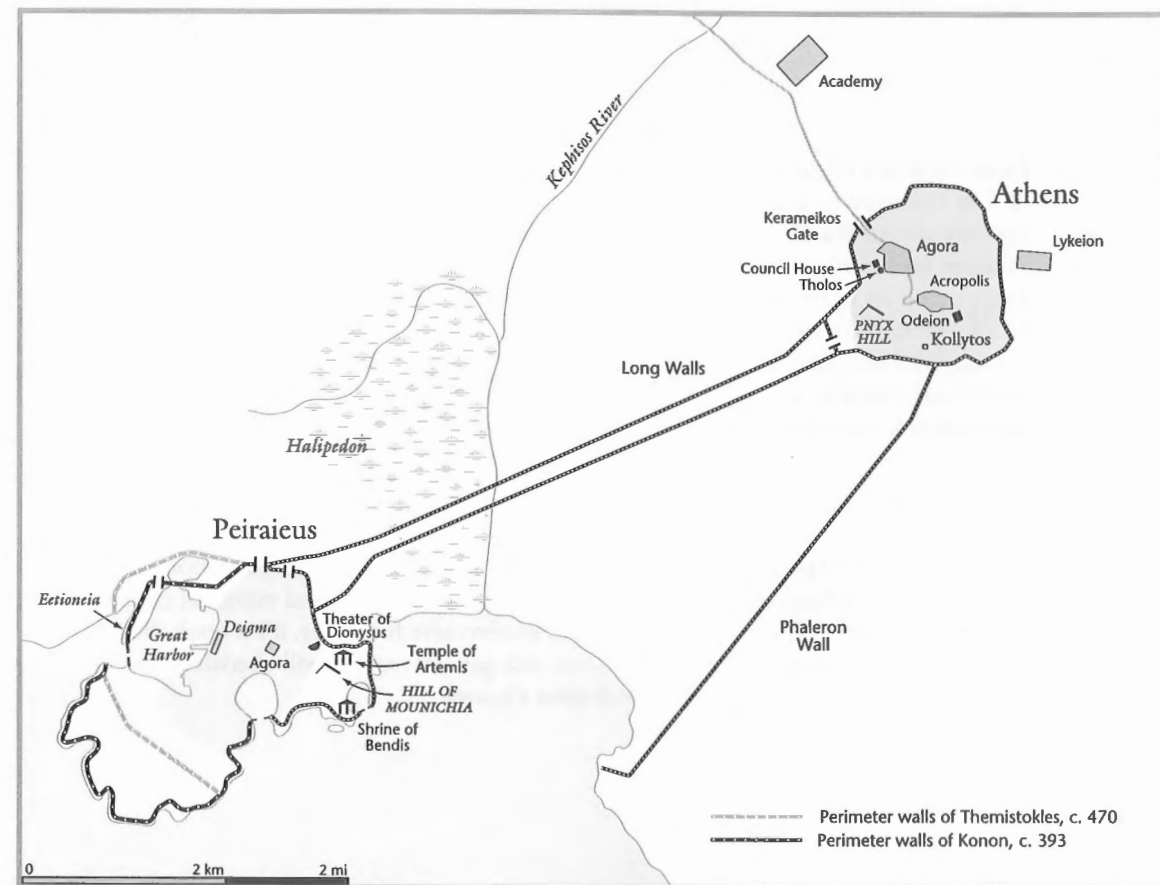 Academy
Kephisos River
Athens
Kerameikos
Gate
Agora
Lykeion
Council House
Tholos
Acropolis
PNYX
HILL
Odeion
Kollytos
Long Walls
Halipedon
Peiraieus
Eetioneia
Great
Harbor
Deigma
Agora
Theater of
Dionysus
Temple of
Artemis
HILL OF
MOUNICHIA
Shrine of
Bendis
Phaleron
Wall
Perimeter walls of Themistokles, c. 470
Perimeter walls of Konon, c. 393
0 2 km 2 mi